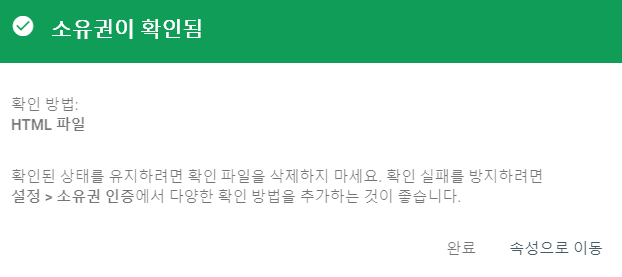 소유권이 확인됨
확인 방법:
HTML 파일
확인된 상태를 유지하려면 확인 파일을 삭제하지 마세요. 확인 실패를 방지하려면
설정 > 소유권 인증에서 다양한 확인 방법을 추가하는 것이 좋습니다.
완료 속성으로 이동